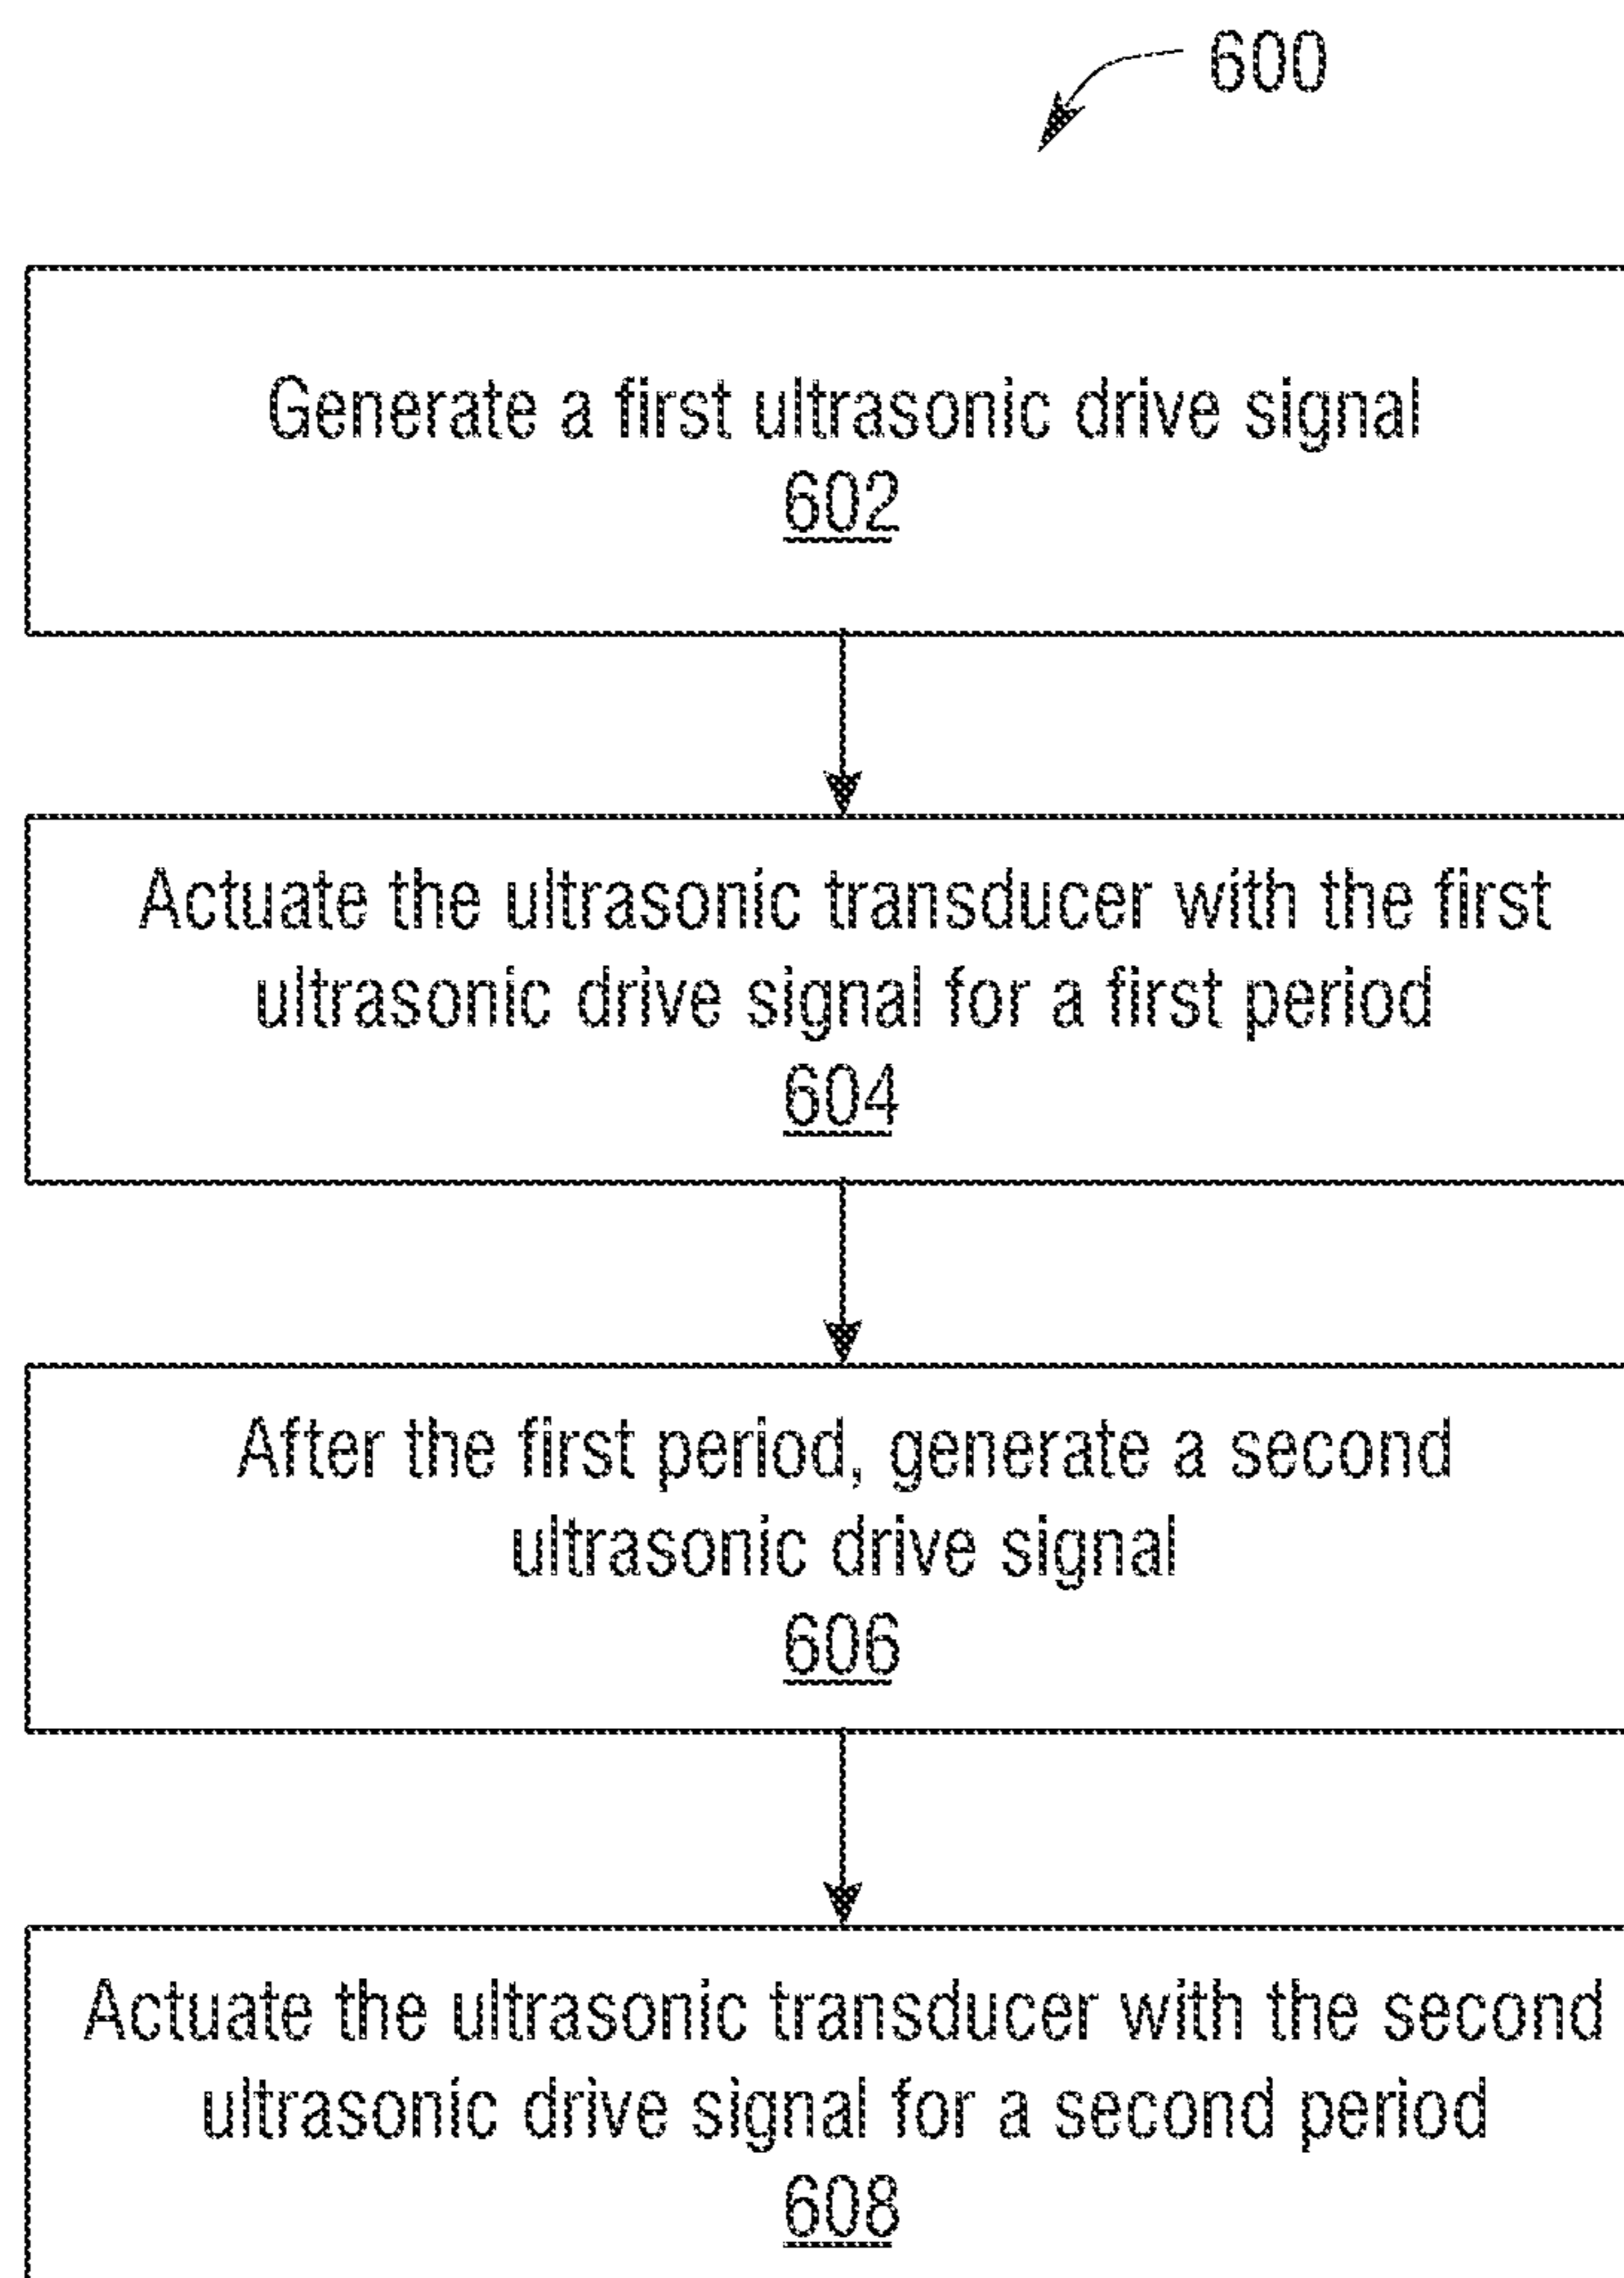 600
Generate a first ultrasonic drive signal
602
Actuate the ultrasonic transducer with the first
ultrasonic drive signal for a first period
604
After the first period, generate a second
ultrasonic drive signal
606
Actuate the ultrasonic transducer with the second
ultrasonic drive signal for a second period
608